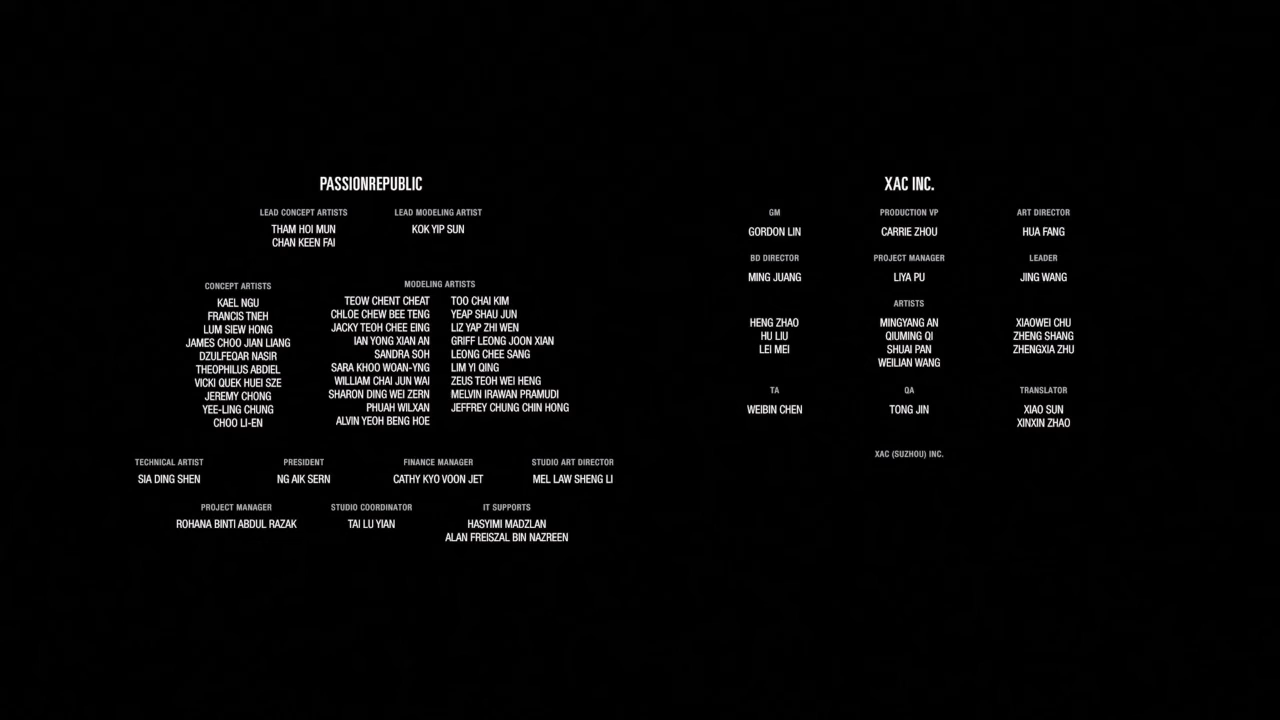 PASSIONREPUBLIC
LEAD CONCEPT ARTISTS
THAM HOI MUN
CHAN KEEN FAI
LEAD MODELING ARTIST
KOK YIP SUN
CONCEPT ARTISTS
KAEL NGU
FRANCIS TNEH
LUM SIEW HONG
JAMES CHOO JIAN LIANG
DZULFEQAR NASIR
THEOPHILUS ABDIEL
VICKI QUEK HUEI SZE
JEREMY CHONG
YEE-LING CHUNG
CHOO LI-EN
MODELING ARTISTS
TEOW CHENT CHEAT
CHLOE CHEW BEE TENG
JACKY TEOH CHEE EING
IAN YONG XIAN AN
SANDRA SOH
SARA KHOO WOAN-YNG
WILLIAM CHAI JUN WAI
SHARON DING WEI ZERN
PHUAH WILXAN
ALVIN YEOH BENG HOE
TOO CHAI KIM
YEAP SHAU JUN
LIZ YAP ZHI WEN
GRIFF LEONG JOON XIAN
LEONG CHEE SANG
LIM YI QING
ZEUS TEOH WEI HENG
MELVIN IRAWAN PRAMUDI
JEFFREY CHUNG CHIN HONG
TECHNICAL ARTIST
SIA DING SHEN
PRESIDENT
NG AIK SERN
FINANCE MANAGER
CATHY KYO VOON JET
STUDIO ART DIRECTOR
MEL LAW SHENG LI
PROJECT MANAGER
ROHANA BINTI ABDUL RAZAK
STUDIO COORDINATOR
TAI LU YIAN
IT SUPPORTS
HASYIMI MADZLAN
ALAN FREISZAL BIN NAZREEN
XAC INC.
GM
GORDON LIN
PRODUCTION VP
CARRIE ZHOU
ART DIRECTOR
HUA FANG
BD DIRECTOR
MING JUANG
PROJECT MANAGER
LIYA PU
LEADER
JING WANG
ARTISTS
HENG ZHAO
HU LIU
LEI MEI
MINGYANG AN
QIUMING QI
SHUAI PAN
WEILIAN WANG
XIAOWEI CHU
ZHENG SHANG
ZHENGXIA ZHU
TA
WEIBIN CHEN
QA
TONG JIN
TRANSLATOR
XIAO SUN
XINXIN ZHAO
XAC (SUZHOU) INC.